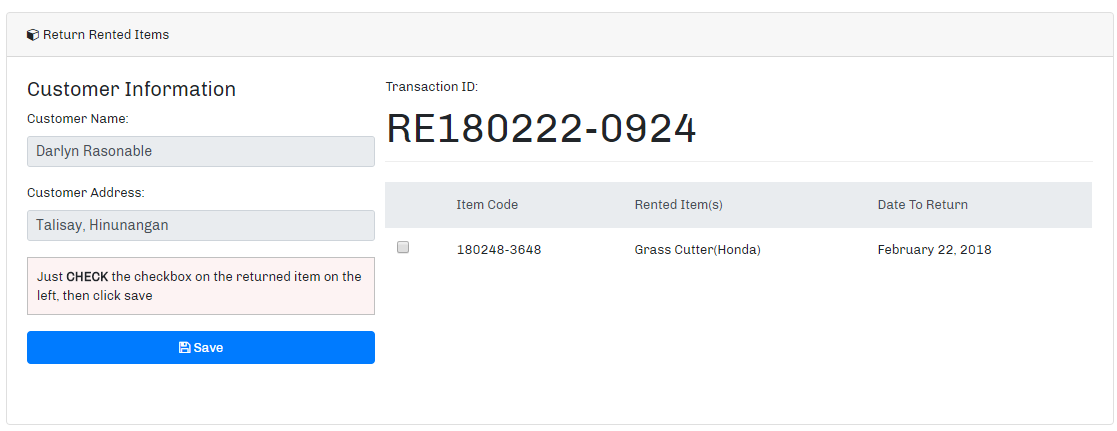 Return Rented Items
Customer Information
Customer Name:
Darlyn Rasonable
Customer Address:
Talisay, Hinunangan
Just CHECK the checkbox on the returned item on the
left, then click save
Save
Transaction ID:
RE180222-0924
Item Code Rented Item(s) Date To Return
180248-3648 Grass Cutter(Honda) February 22, 2018